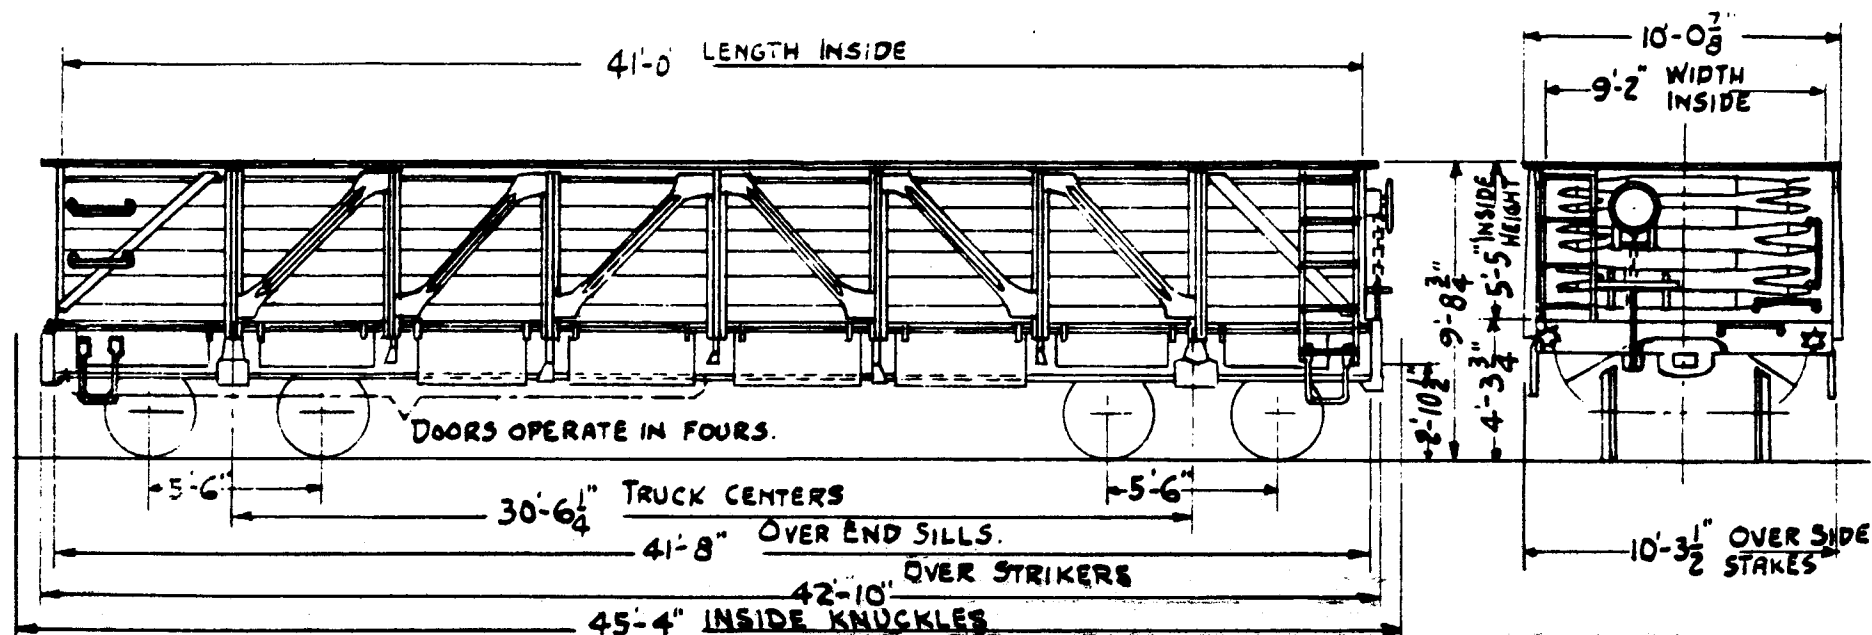 41'-0" LENGTH INSIDE
10'-0 7/8"
9'-2" WIDTH
INSIDE
5'-5" INSIDE
HEIGHT
9'-8 3/4"
4'-3 3/4"
2'-10 1/2"
DOORS OPERATE IN FOURS.
5'-6"
5'-6"
30'-6 1/4" TRUCK CENTERS
41'-8" OVER END SILLS.
10'-3 1/2" OVER SIDE
STAKES
42'-10" OVER STRIKERS
45'-4" INSIDE KNUCKLES